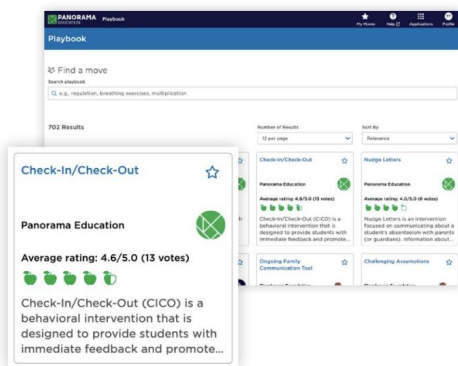 PANORAMA
EDUCATION
Playbook
My Moves
Help
Applications
Profile
Playbook
Find a move
Search playbook
e.g., regulation, breathing exercises, multiplication
702 Results
Number of Results
12 per page
Sort By
Relevance
Check-In/Check-Out
Panorama Education
Average rating: 4.6/5.0 (13 votes)
Check-In/Check-Out (CICO) is a
behavioral intervention that is
designed to provide students with
immediate feedback and promote...
Nudge Letters
Panorama Education
Average rating: 4.0/5.0 (8 votes)
Nudge Letters is an intervention
focused on communicating about a
student's absenteeism with parents
(or guardians). Information about...
Ongoing Family
Communication Tool
Challenging Assumptions
Check-In/Check-Out
Panorama Education
Average rating: 4.6/5.0 (13 votes)
Check-In/Check-Out (CICO) is a
behavioral intervention that is
designed to provide students with
immediate feedback and promote...